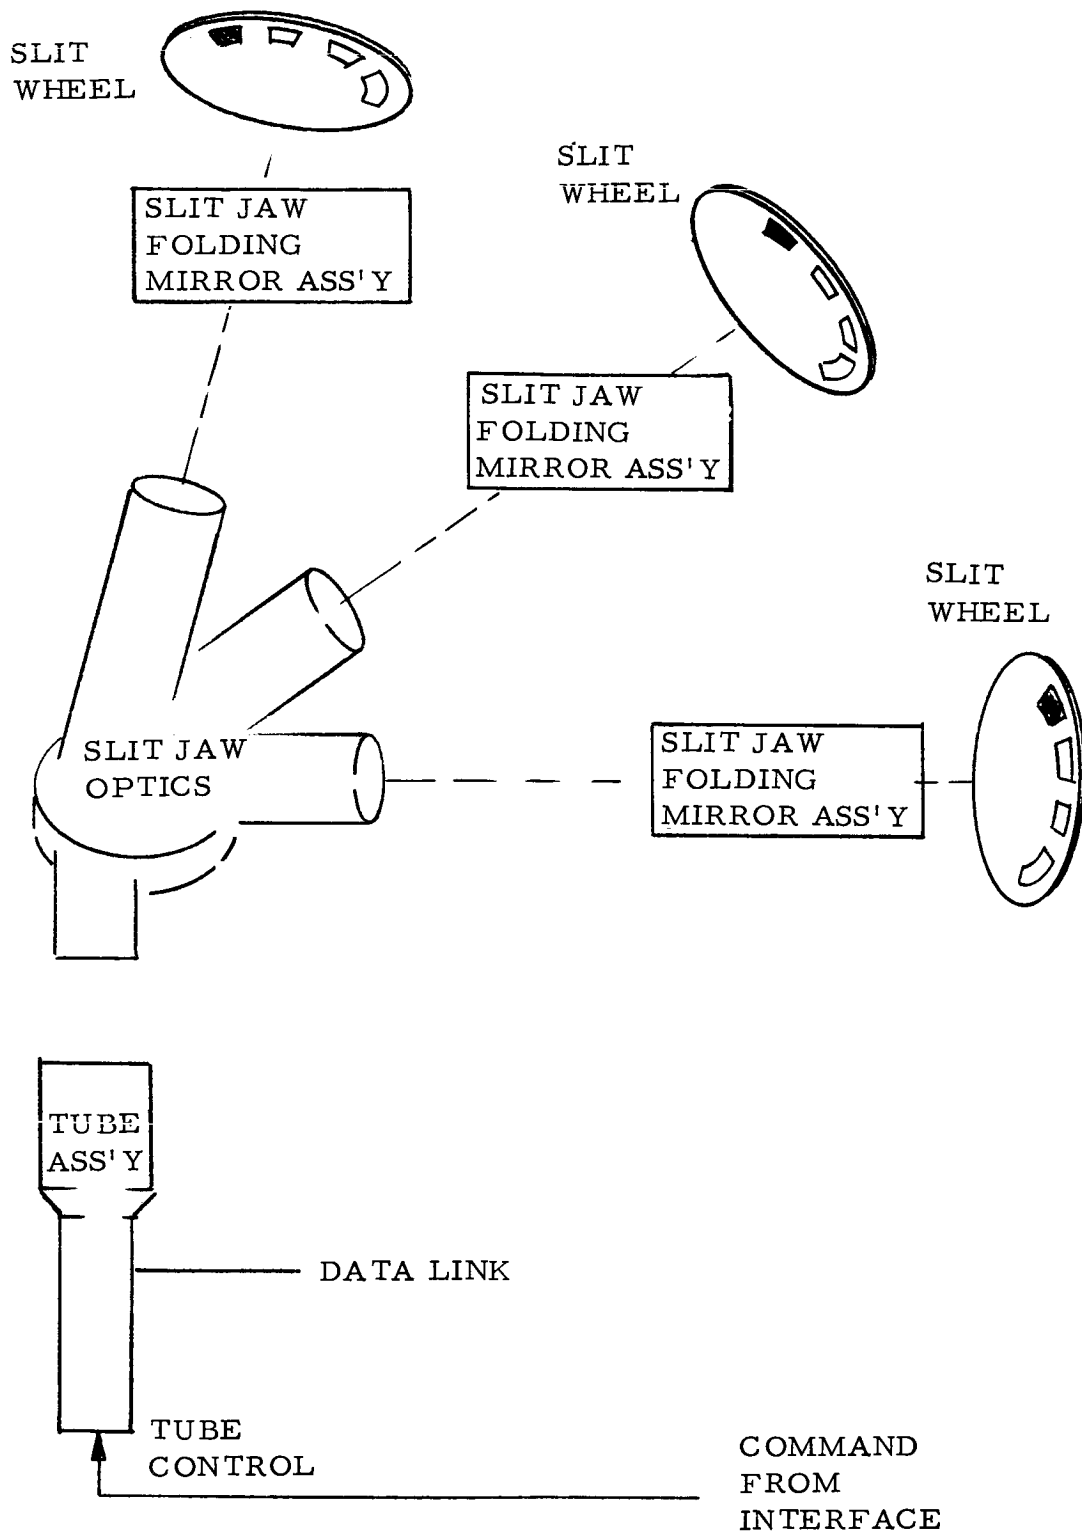 SLIT
WHEEL
SLIT
WHEEL
SLIT JAW
FOLDING
MIRROR ASS'Y
SLIT JAW
FOLDING
MIRROR ASS'Y
SLIT
WHEEL
SLIT JAW
OPTICS
SLIT JAW
FOLDING
MIRROR ASS'Y
TUBE
ASS'Y
DATA LINK
TUBE
CONTROL
COMMAND
FROM
INTERFACE